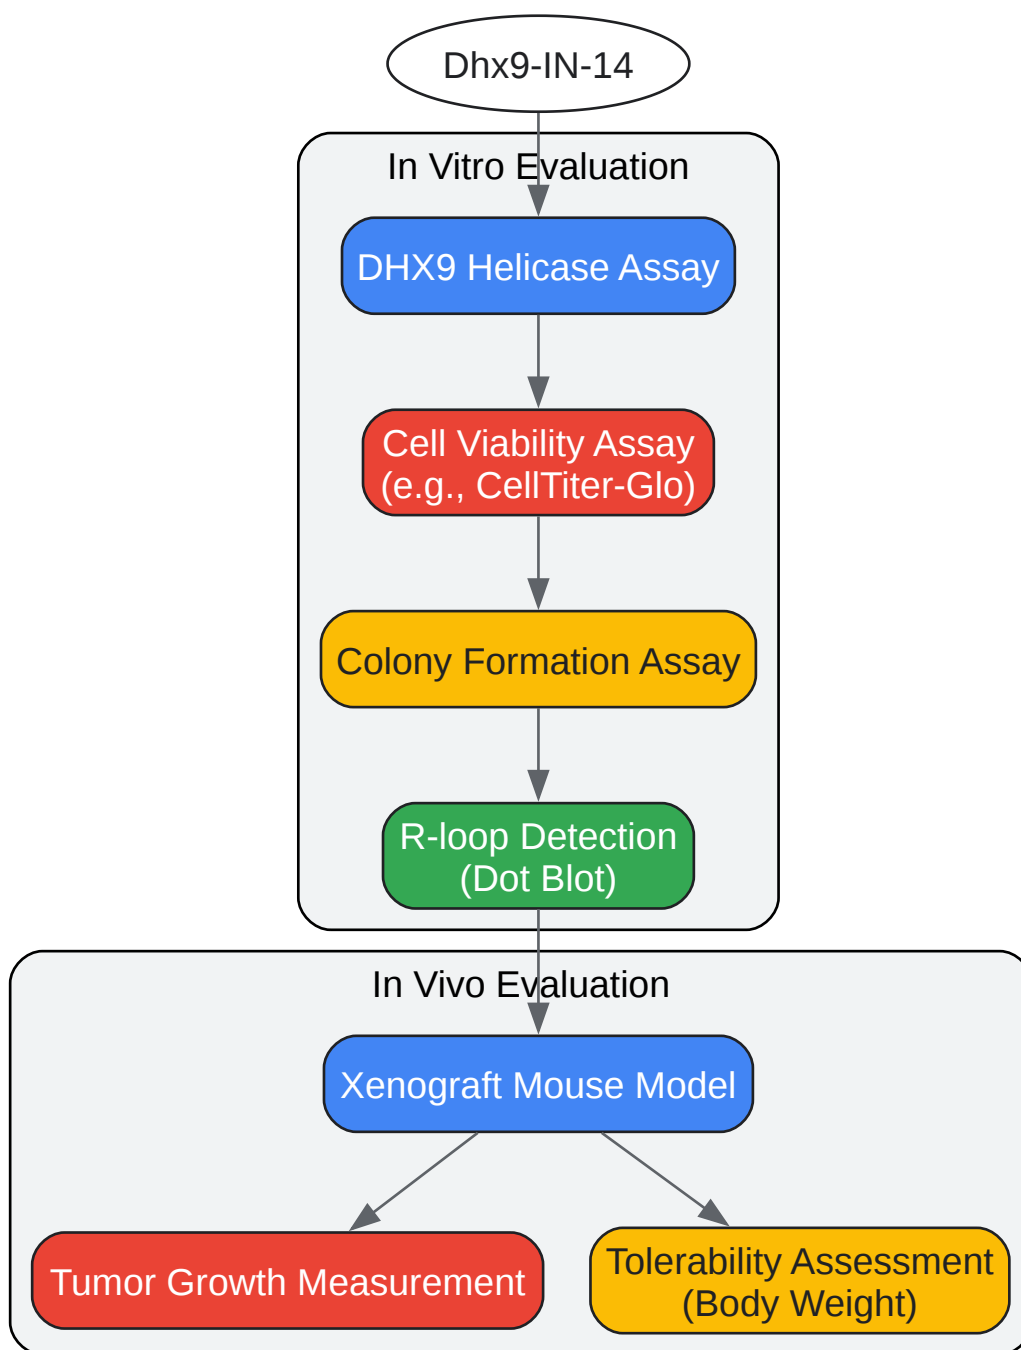 Dhx9-IN-14
In Vitro Evaluation
DHX9 Helicase Assay
Cell Viability Assay
(e.g., CellTiter-Glo)
Colony Formation Assay
R-loop Detection
(Dot Blot)
In Vivo Evaluation
Xenograft Mouse Model
Tumor Growth Measurement
Tolerability Assessment
(Body Weight)